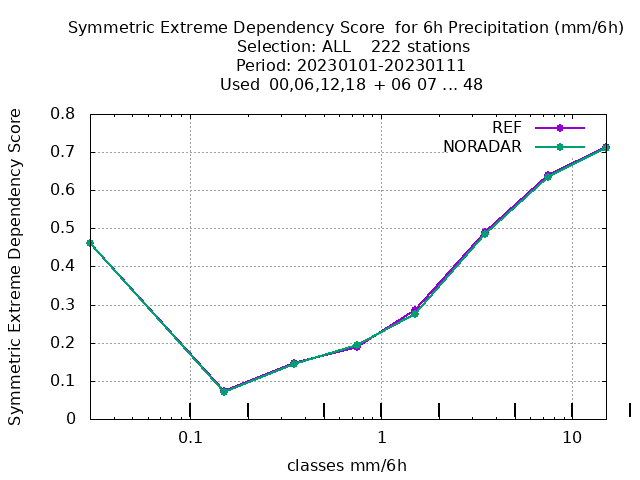 Symmetric Extreme Dependency Score  for 6h Precipitation (mm/6h)
Selection: ALL    222 stations
Period: 20230101-20230111
Used  00,06,12,18  + 06 07 ... 48
Symmetric Extreme Dependency Score
0.8
0.7
0.6
0.5
0.4
0.3
0.2
0.1
0
REF
NORADAR
0.1
1
10
classes mm/6h